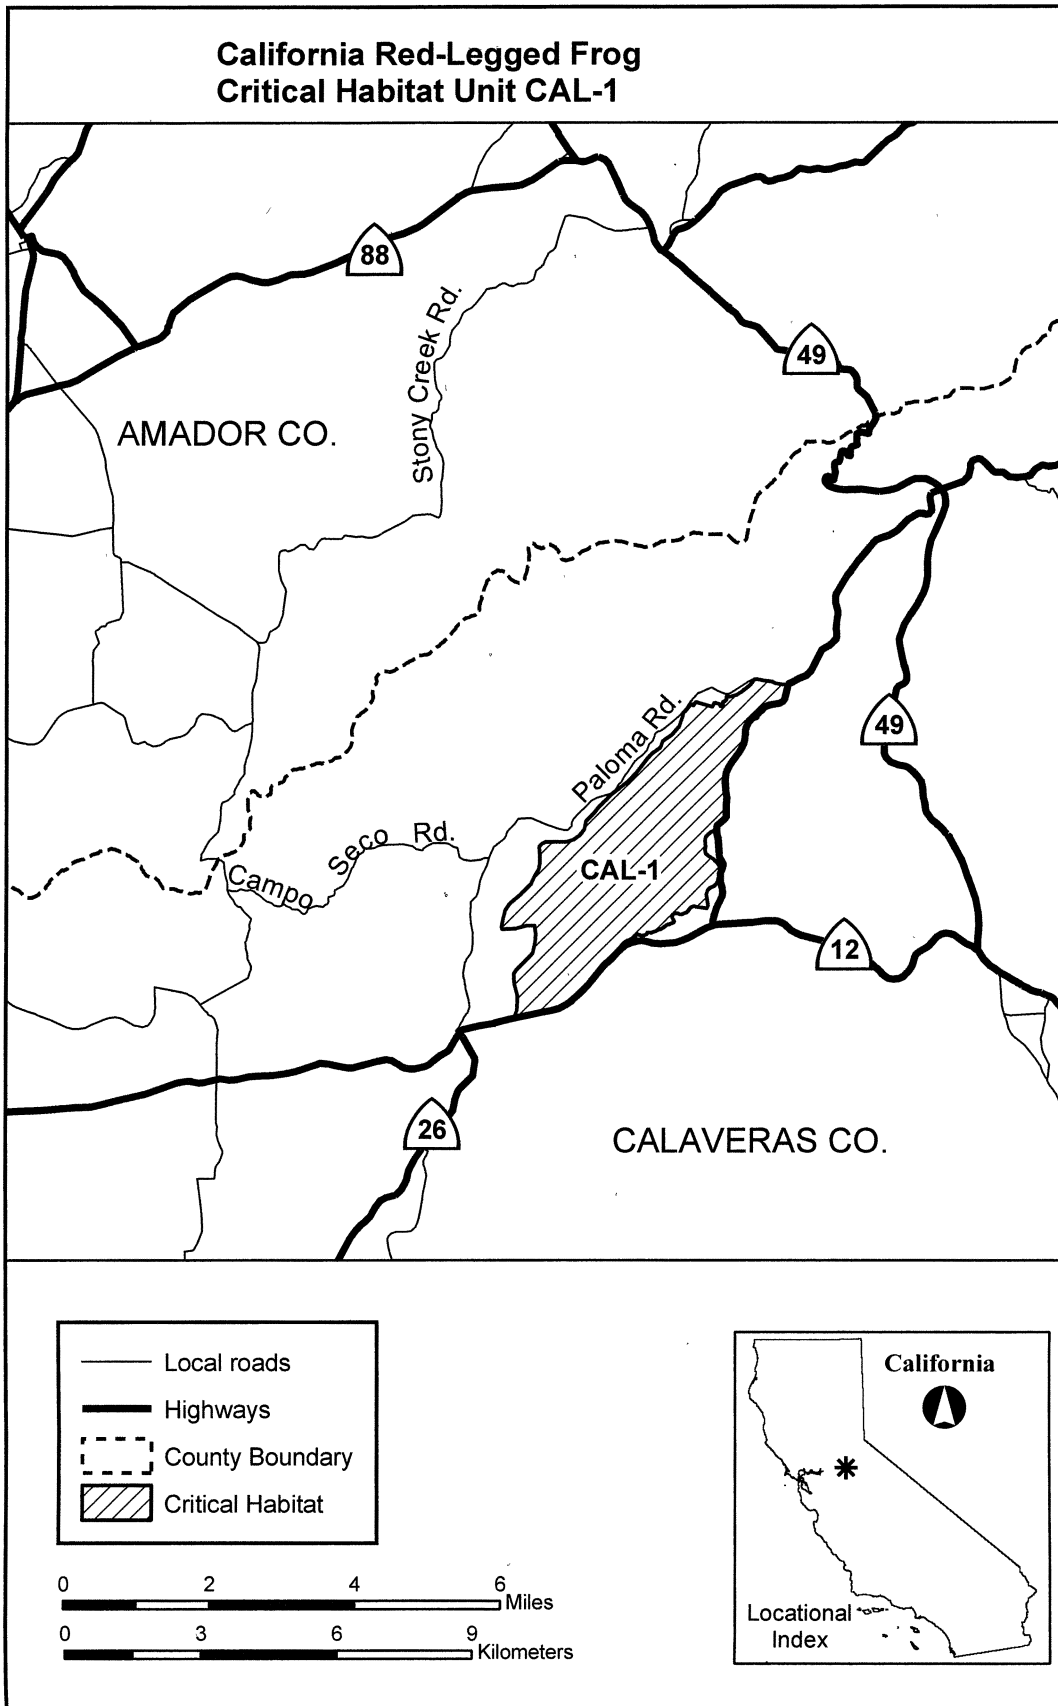 California Red-Legged Frog
Critical Habitat Unit CAL-1
88
Stony Creek Rd.
49
AMADOR CO.
Paloma Rd.
49
Campo Seco Rd.
CAL-1
12
26
CALAVERAS CO.
Local roads
Highways
County Boundary
Critical Habitat
0 2 4 6
Miles
0 3 6 9
Kilometers
California
Locational
Index